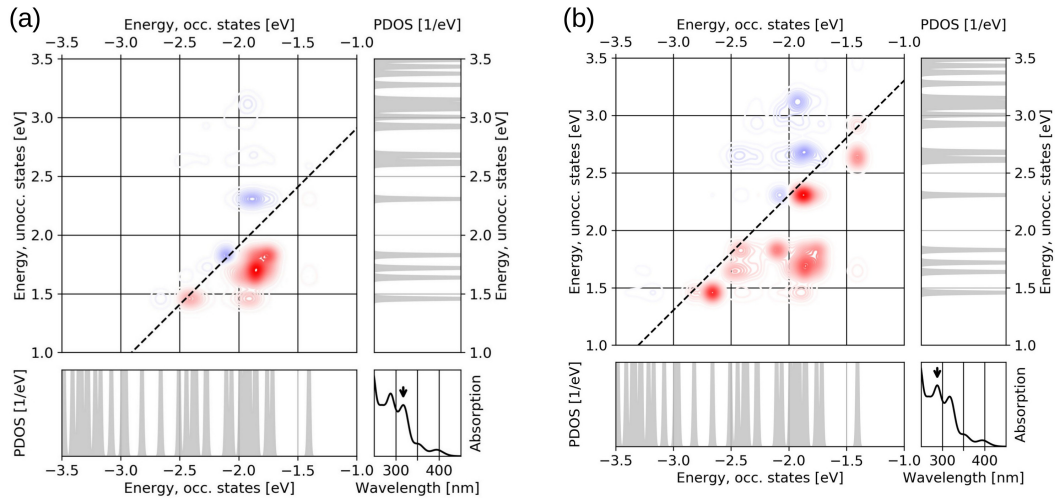 (a)
Energy, occ. states [eV]
PDOS [1/eV]
−3.5 −3.0 −2.5 −2.0 −1.5 −1.0
3.5
3.0
2.5
2.0
1.5
1.0
Energy, unocc. states [eV]
3.5
3.0
2.5
2.0
1.5
1.0
Energy, unocc. states [eV]
PDOS [1/eV]
−3.5 −3.0 −2.5 −2.0 −1.5 −1.0
Energy, occ. states [eV]
300 400
Wavelength [nm]
Absorption
(b)
Energy, occ. states [eV]
PDOS [1/eV]
−3.5 −3.0 −2.5 −2.0 −1.5 −1.0
3.5
3.0
2.5
2.0
1.5
1.0
Energy, unocc. states [eV]
3.5
3.0
2.5
2.0
1.5
1.0
Energy, unocc. states [eV]
PDOS [1/eV]
−3.5 −3.0 −2.5 −2.0 −1.5 −1.0
Energy, occ. states [eV]
300 400
Wavelength [nm]
Absorption